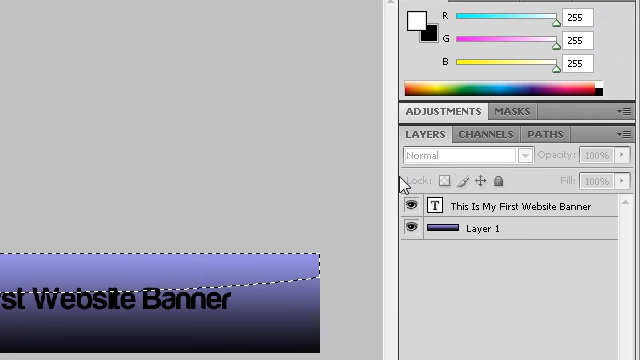 R 255
G 255
B 255
ADJUSTMENTS MASKS
LAYERS CHANNELS PATHS
Normal Opacity: 100%
Lock: Fill: 100%
T This Is My First Website Banner
Layer 1
rst Website Banner